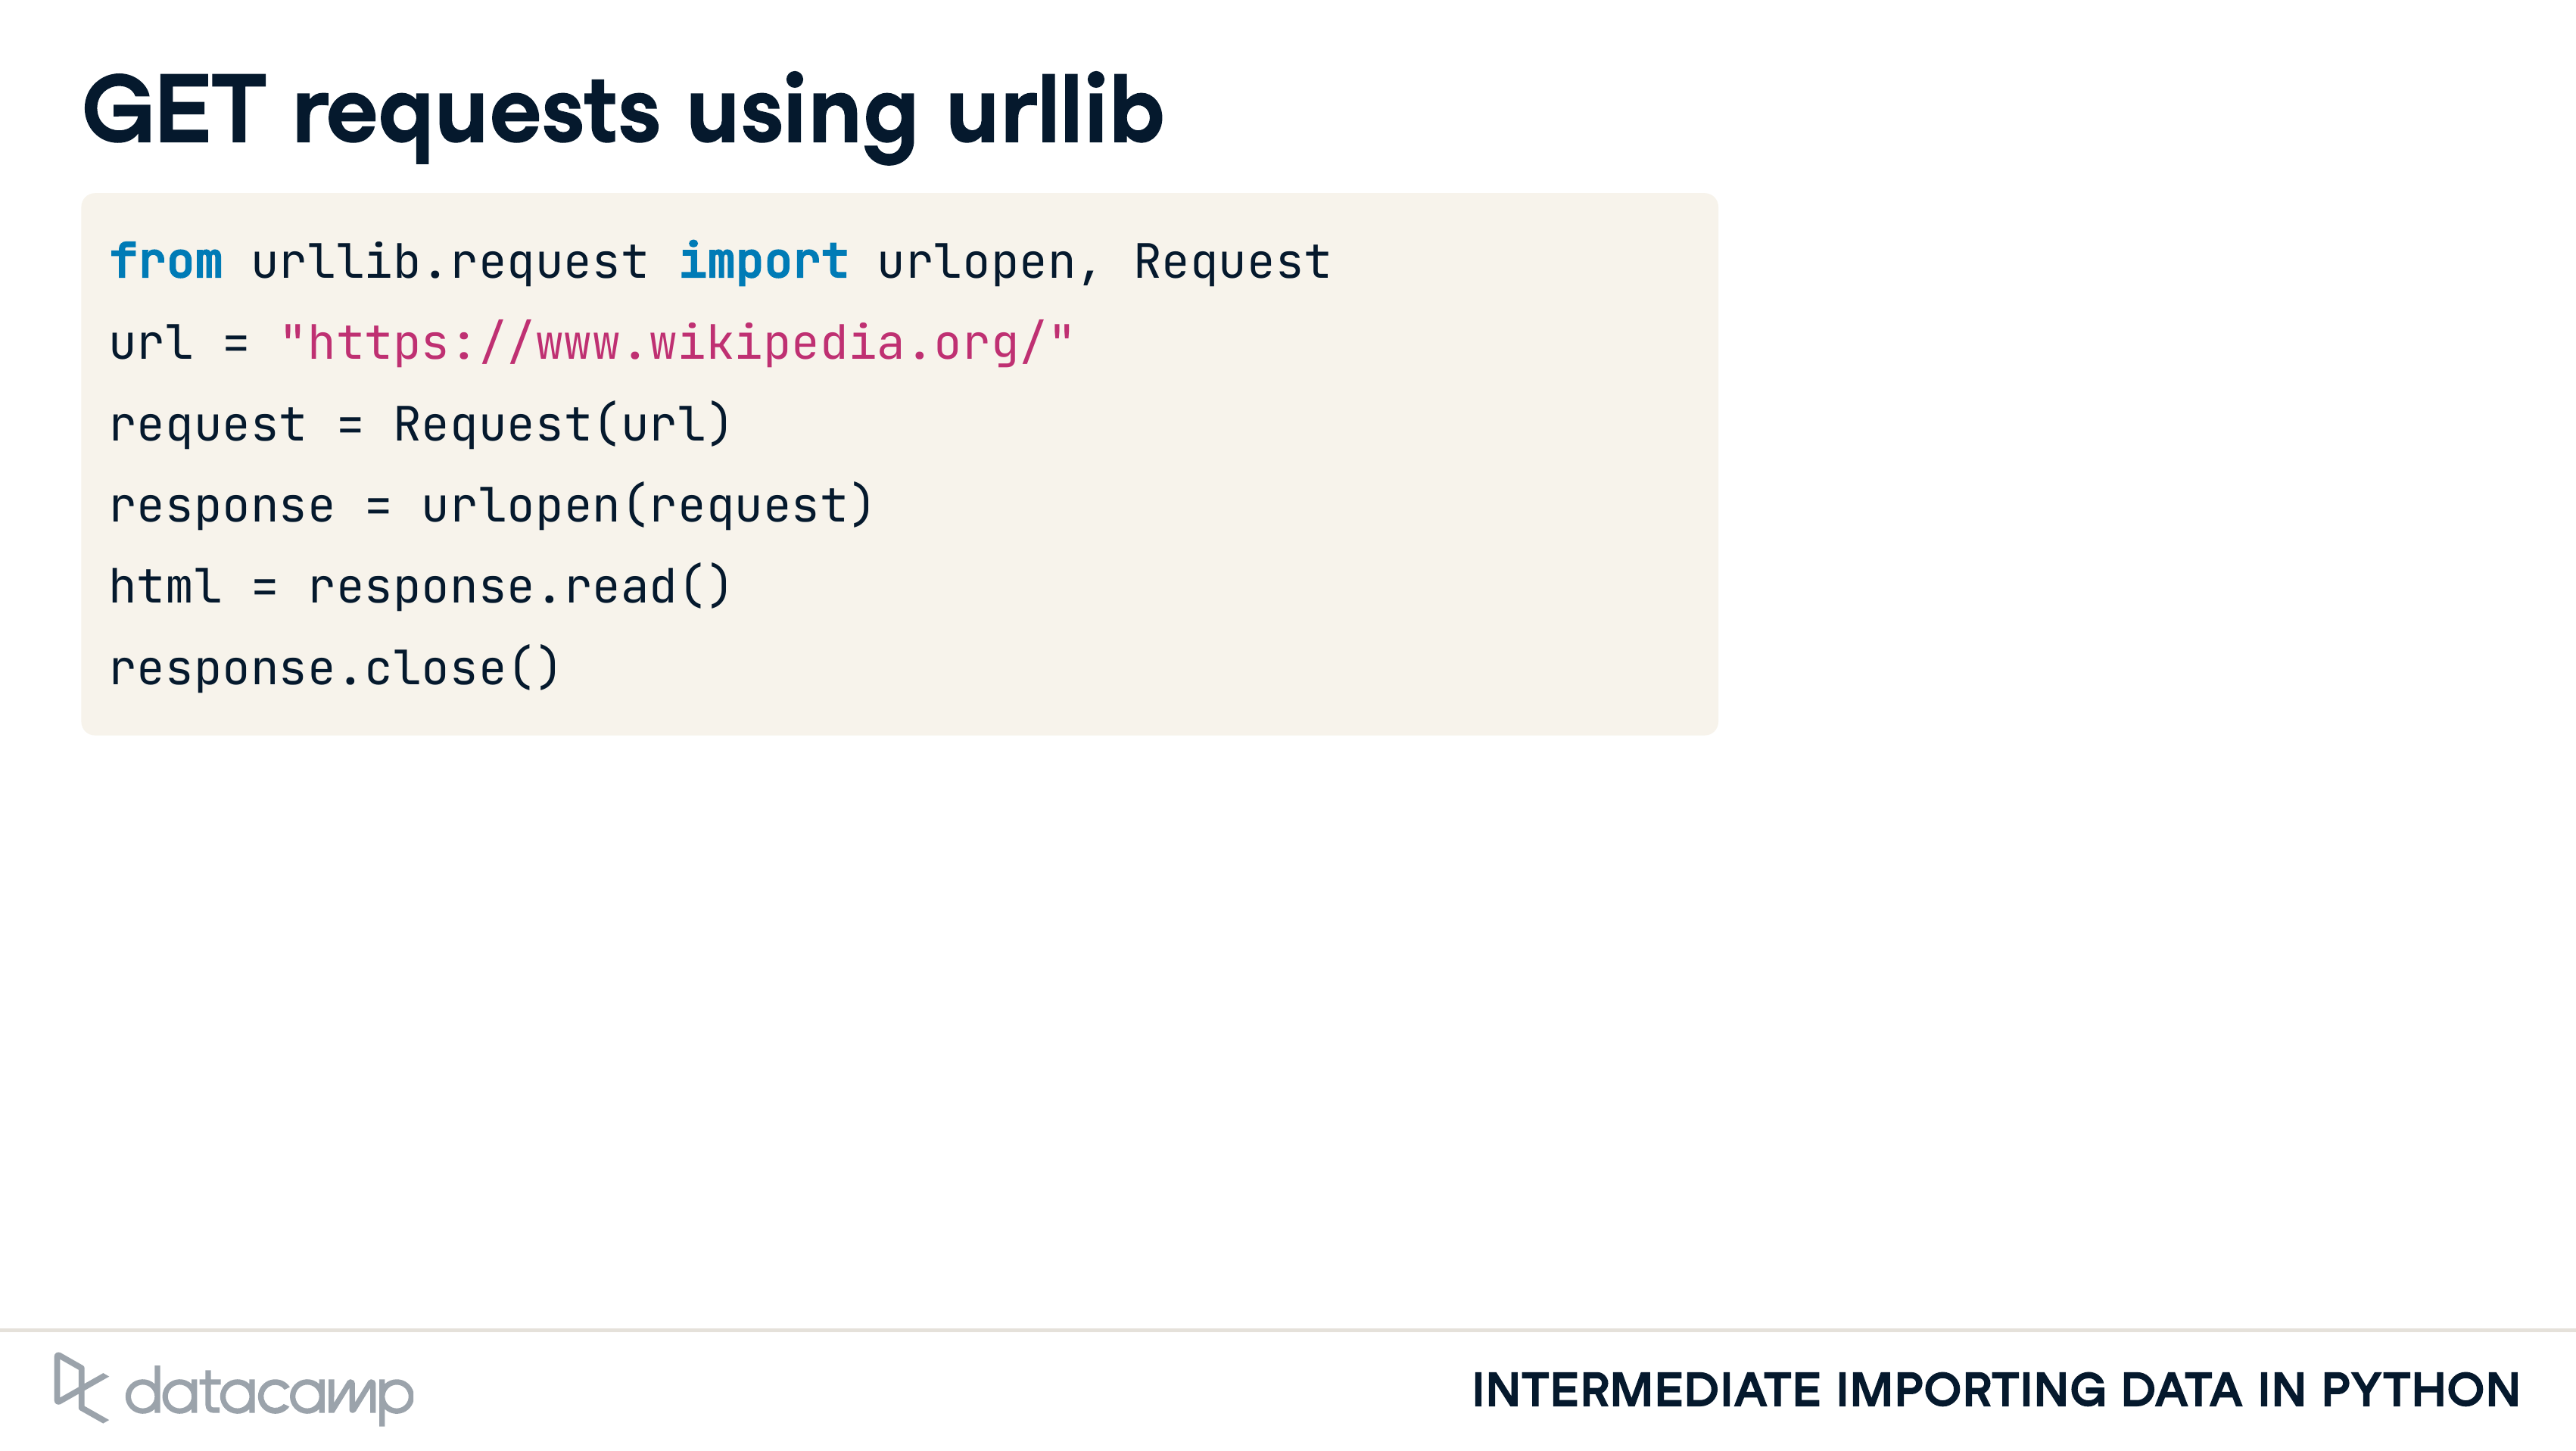 GET requests using urllib
from urllib.request import urlopen, Request
url = "https://www.wikipedia.org/"
request = Request(url)
response = urlopen(request)
html = response.read()
response.close()
datacamp
INTERMEDIATE IMPORTING DATA IN PYTHON